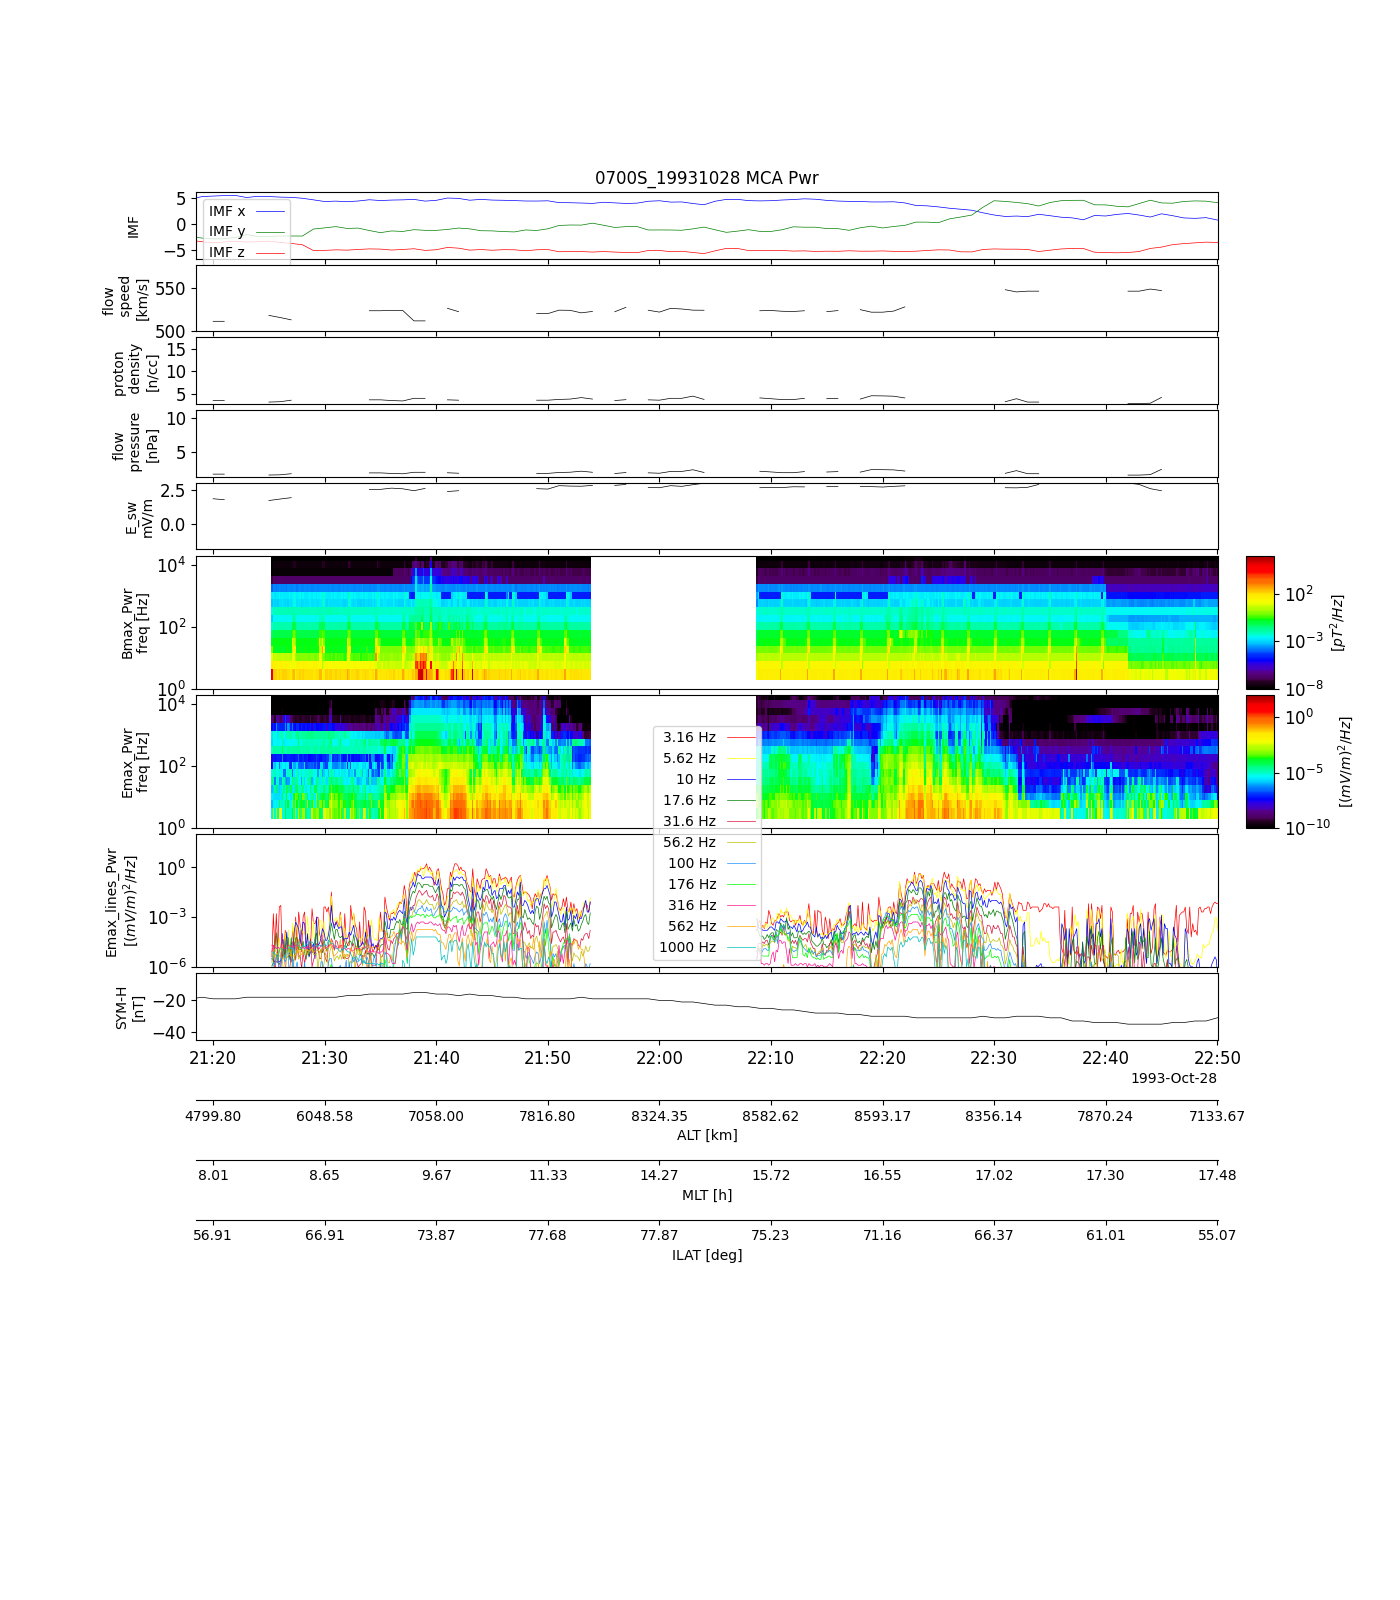 0700S_19931028 MCA Pwr
IMF
5
0
−5
IMF x
IMF y
IMF z
flow
speed
[km/s]
550
500
proton
density
[n/cc]
15
10
5
flow
pressure
[nPa]
10
5
E_sw
mV/m
2.5
0.0
Bmax_Pwr
freq [Hz]
10^4
10^2
10^0
10^2
10^−3
10^−8
[pT^2/Hz]
Emax_Pwr
freq [Hz]
10^4
10^2
10^0
10^0
10^−5
10^−10
[(mV/m)^2/Hz]
3.16 Hz
5.62 Hz
10 Hz
17.6 Hz
31.6 Hz
56.2 Hz
100 Hz
176 Hz
316 Hz
562 Hz
1000 Hz
Emax_lines_Pwr
[(mV/m)^2/Hz]
10^0
10^−3
10^−6
SYM-H
[nT]
−20
−40
21:20 21:30 21:40 21:50 22:00 22:10 22:20 22:30 22:40 22:50
1993-Oct-28
4799.80 6048.58 7058.00 7816.80 8324.35 8582.62 8593.17 8356.14 7870.24 7133.67
ALT [km]
8.01 8.65 9.67 11.33 14.27 15.72 16.55 17.02 17.30 17.48
MLT [h]
56.91 66.91 73.87 77.68 77.87 75.23 71.16 66.37 61.01 55.07
ILAT [deg]